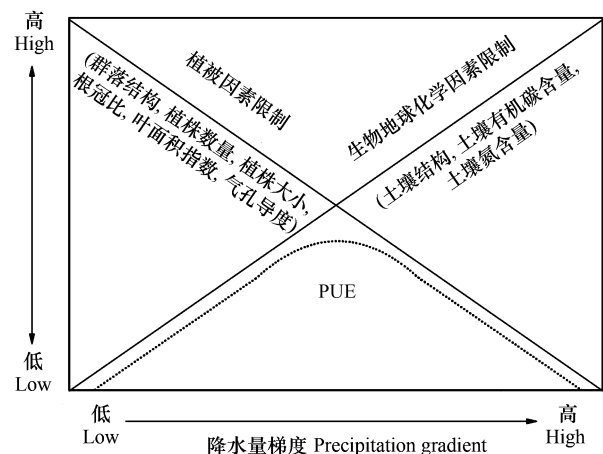 高
High
植被因素限制
(群落结构, 植株数量, 植株大小,
根冠比, 叶面积指数, 气孔导度)
生物地球化学因素限制
(土壤结构, 土壤有机碳含量,
土壤氮含量)
PUE
低
Low
低
Low
高
High
降水量梯度 Precipitation gradient